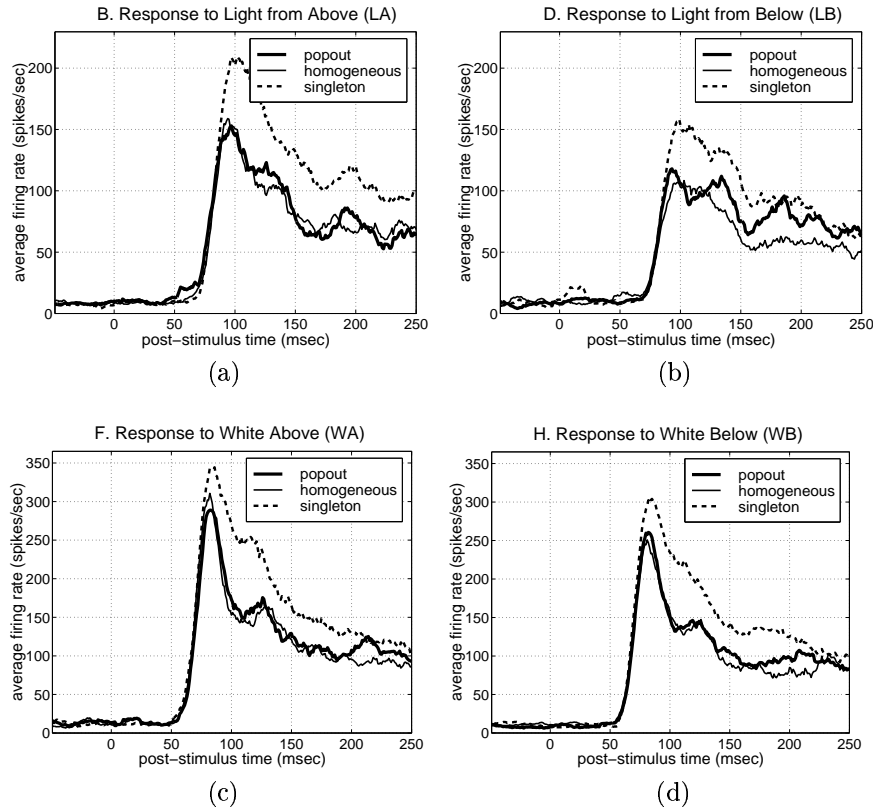 B. Response to Light from Above (LA)
popout
homogeneous
singleton
average firing rate (spikes/sec)
0
50
100
150
200
0 50 100 150 200 250
post−stimulus time (msec)
(a)
D. Response to Light from Below (LB)
popout
homogeneous
singleton
average firing rate (spikes/sec)
0
50
100
150
200
0 50 100 150 200 250
post−stimulus time (msec)
(b)
F. Response to White Above (WA)
popout
homogeneous
singleton
average firing rate (spikes/sec)
0
50
100
150
200
250
300
350
0 50 100 150 200 250
post−stimulus time (msec)
(c)
H. Response to White Below (WB)
popout
homogeneous
singleton
average firing rate (spikes/sec)
0
50
100
150
200
250
300
350
0 50 100 150 200 250
post−stimulus time (msec)
(d)